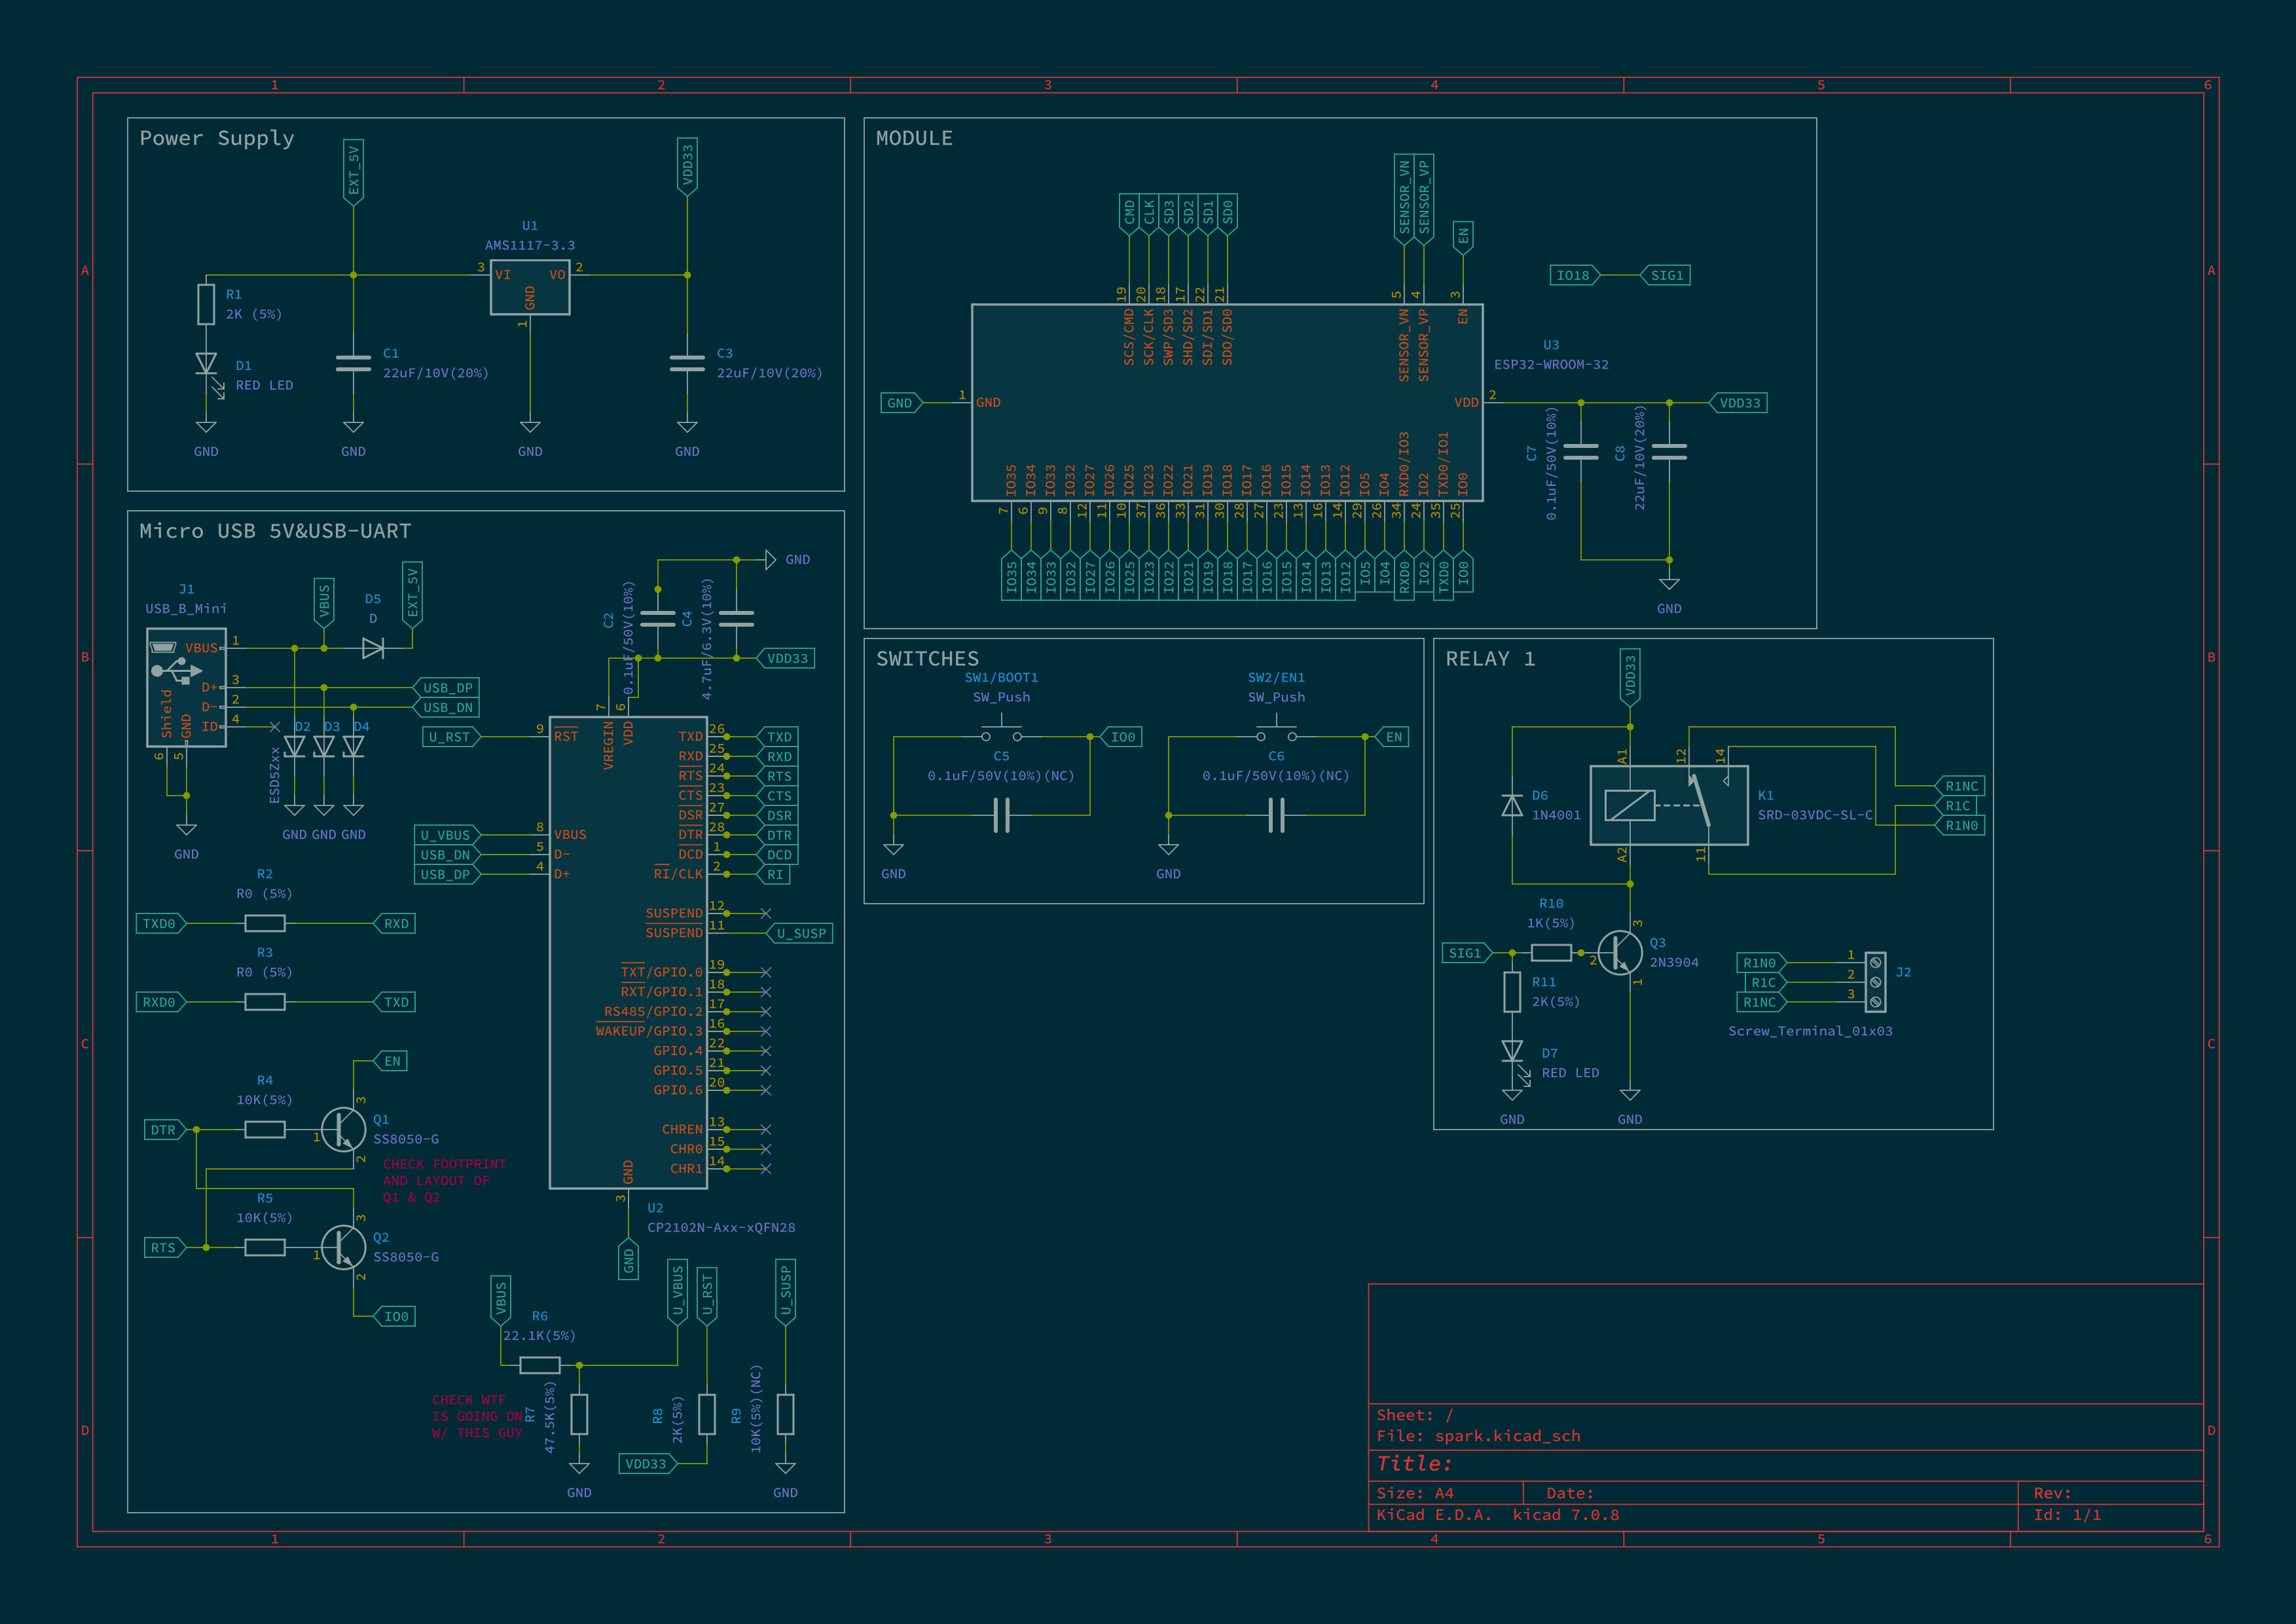 1 2 3 4 5 6
A
B
C
D
Power Supply
EXT_5V
VDD33
U1
AMS1117-3.3
3 VI VO 2
GND
1
R1
2K (5%)
D1
RED LED
C1
22uF/10V(20%)
C3
22uF/10V(20%)
GND GND GND GND
MODULE
CMD
CLK
SD3
SD2
SD1
SD0
SENSOR_VN
SENSOR_VP
EN
IO18 SIG1
19 20 18 17 22 21 5 4 3
SCS/CMD
SCK/CLK
SWP/SD3
SHD/SD2
SDI/SD1
SDO/SD0
SENSOR_VN
SENSOR_VP
EN
U3
ESP32-WROOM-32
GND 1 GND
VDD 2 VDD33
C7
0.1uF/50V(10%)
C8
22uF/10V(20%)
GND
IO35 IO34 IO33 IO32 IO27 IO26 IO25 IO23 IO22 IO21 IO19 IO18 IO17 IO16 IO15 IO14 IO13 IO12 IO5 IO4 RXD0/IO3 IO2 TXD0/IO1 IO0
7 6 9 8 12 11 10 37 36 33 31 30 28 27 23 13 16 14 29 26 34 24 35 25
IO35 IO34 IO33 IO32 IO27 IO26 IO25 IO23 IO22 IO21 IO19 IO18 IO17 IO16 IO15 IO14 IO13 IO12 IO5 IO4 RXD0 IO2 TXD0 IO0
Micro USB 5V&USB-UART
J1
USB_B_Mini
VBUS
D5
D
EXT_5V
VBUS 1
D+ 3 USB_DP
D- 2 USB_DN
ID 4
Shield
GND
6 5
GND
D2 D3 D4
ESD5Zxx
GND GND GND
C2
0.1uF/50V(10%)
C4
4.7uF/6.3V(10%)
GND
VDD33
7 6
VREGIN
VDD
U_RST 9 RST
U_VBUS 8 VBUS
USB_DN 5 D-
USB_DP 4 D+
TXD 26 TXD
RXD 25 RXD
RTS 24 RTS
CTS 23 CTS
DSR 27 DSR
DTR 28 DTR
DCD 1 DCD
RI/CLK 2 RI
SUSPEND 12
SUSPEND 11 U_SUSP
TXT/GPIO.0 19
RXT/GPIO.1 18
RS485/GPIO.2 17
WAKEUP/GPIO.3 16
GPIO.4 22
GPIO.5 21
GPIO.6 20
CHREN 13
CHR0 15
CHR1 14
GND
3
GND
U2
CP2102N-Axx-xQFN28
R2
R0 (5%)
TXD0 RXD
R3
R0 (5%)
RXD0 TXD
EN
R4
10K(5%)
DTR
1 3 2
Q1
SS8050-G
CHECK FOOTPRINT
AND LAYOUT OF
Q1 & Q2
R5
10K(5%)
RTS
1 3 2
Q2
SS8050-G
IO0
VBUS
R6
22.1K(5%)
U_VBUS
U_RST
U_SUSP
CHECK WTF
IS GOING ON
W/ THIS GUY
R7
47.5K(5%)
R8
2K(5%)
R9
10K(5%)(NC)
VDD33
GND GND
SWITCHES
SW1/BOOT1
SW_Push
IO0
C5
0.1uF/50V(10%)(NC)
GND
SW2/EN1
SW_Push
EN
C6
0.1uF/50V(10%)(NC)
GND
RELAY 1
VDD33
A1 12 14
D6
1N4001
K1
SRD-03VDC-SL-C
A2 11
R1NC
R1C
R1NO
R10
1K(5%)
SIG1
2 3 1
Q3
2N3904
R11
2K(5%)
D7
RED LED
GND GND
R1NO 1
R1C 2
R1NC 3
J2
Screw_Terminal_01x03
Sheet: /
File: spark.kicad_sch
Title:
Size: A4 Date: Rev:
KiCad E.D.A. kicad 7.0.8 Id: 1/1
A
B
C
D
1 2 3 4 5 6